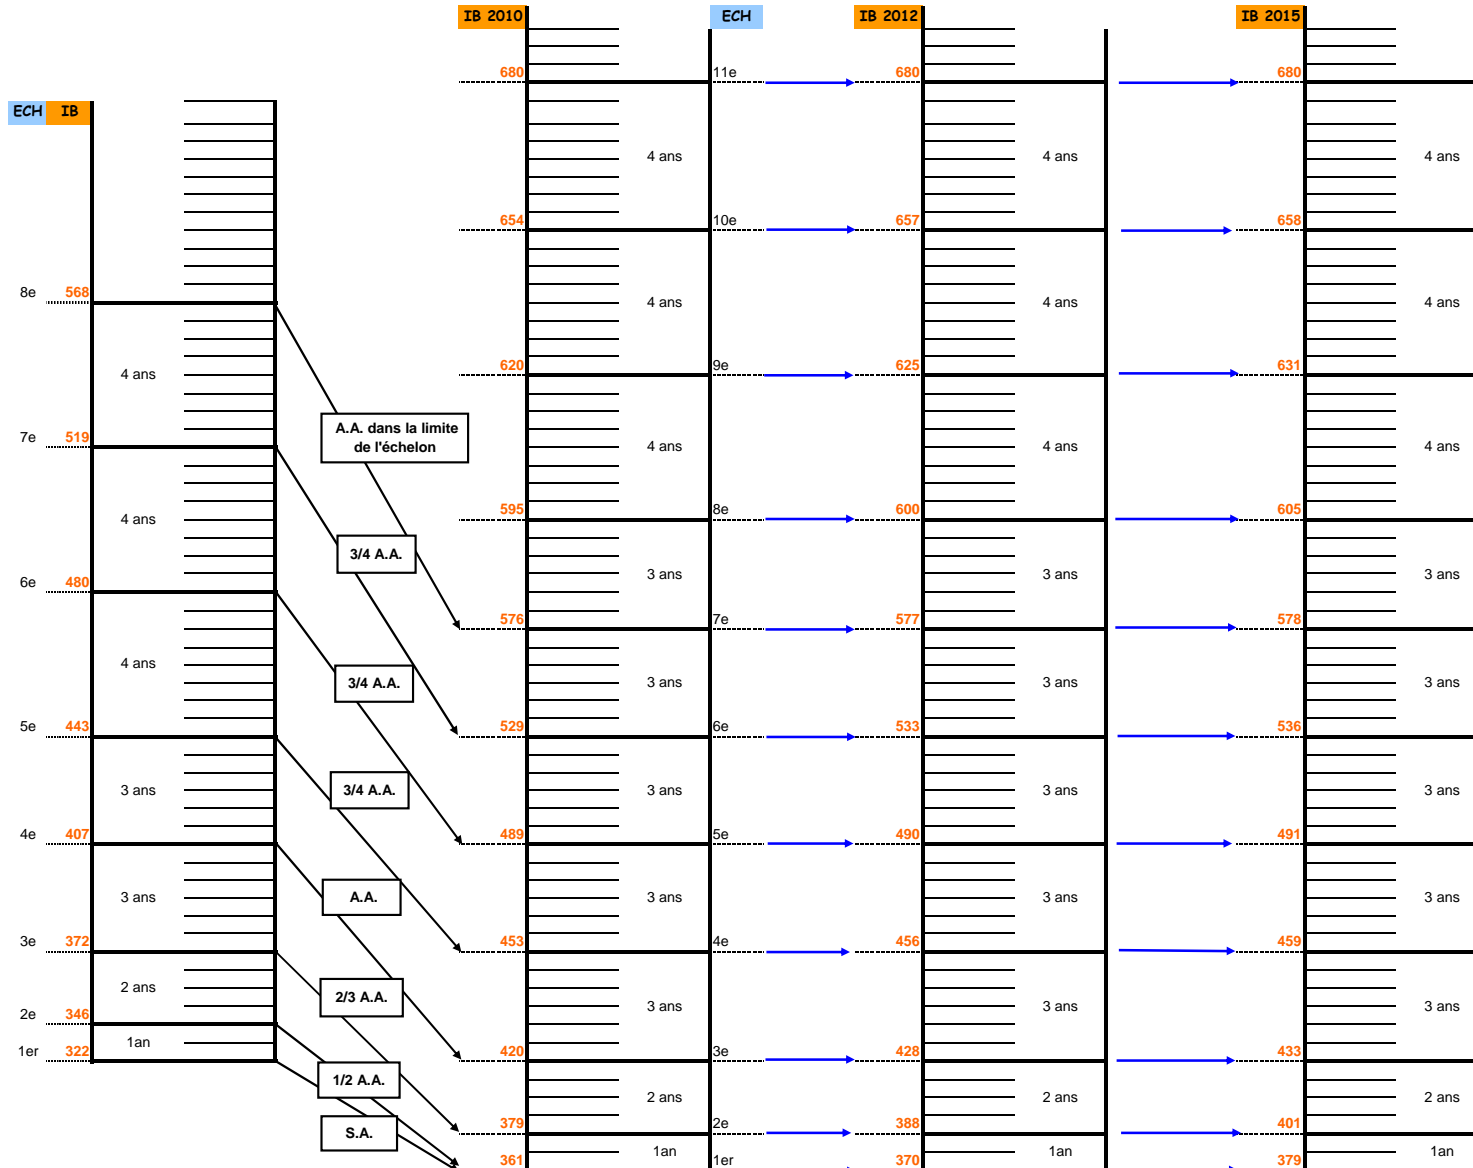 IB 2010 ECH IB 2012 IB 2015
680 11e 680 680
ECH IB
4 ans 4 ans 4 ans
654 10e 657 658
8e 568 4 ans 4 ans 4 ans
620 9e 625 631
4 ans
A.A. dans la limite
de l'échelon
7e 519 4 ans 4 ans 4 ans
595 8e 600 605
4 ans
3/4 A.A.
3 ans 3 ans 3 ans
6e 480
576 7e 577 578
4 ans
3/4 A.A. 3 ans 3 ans 3 ans
5e 443 529 6e 533 536
3 ans 3/4 A.A. 3 ans 3 ans 3 ans
4e 407 489 5e 490 491
3 ans A.A. 3 ans 3 ans 3 ans
3e 372 453 4e 456 459
2 ans 2/3 A.A. 3 ans 3 ans 3 ans
2e 346
1an
1er 322 420 3e 428 433
1/2 A.A.
2 ans 2 ans 2 ans
379 2e 388 401
S.A.
1an 1an 1an
361 1er 370 379